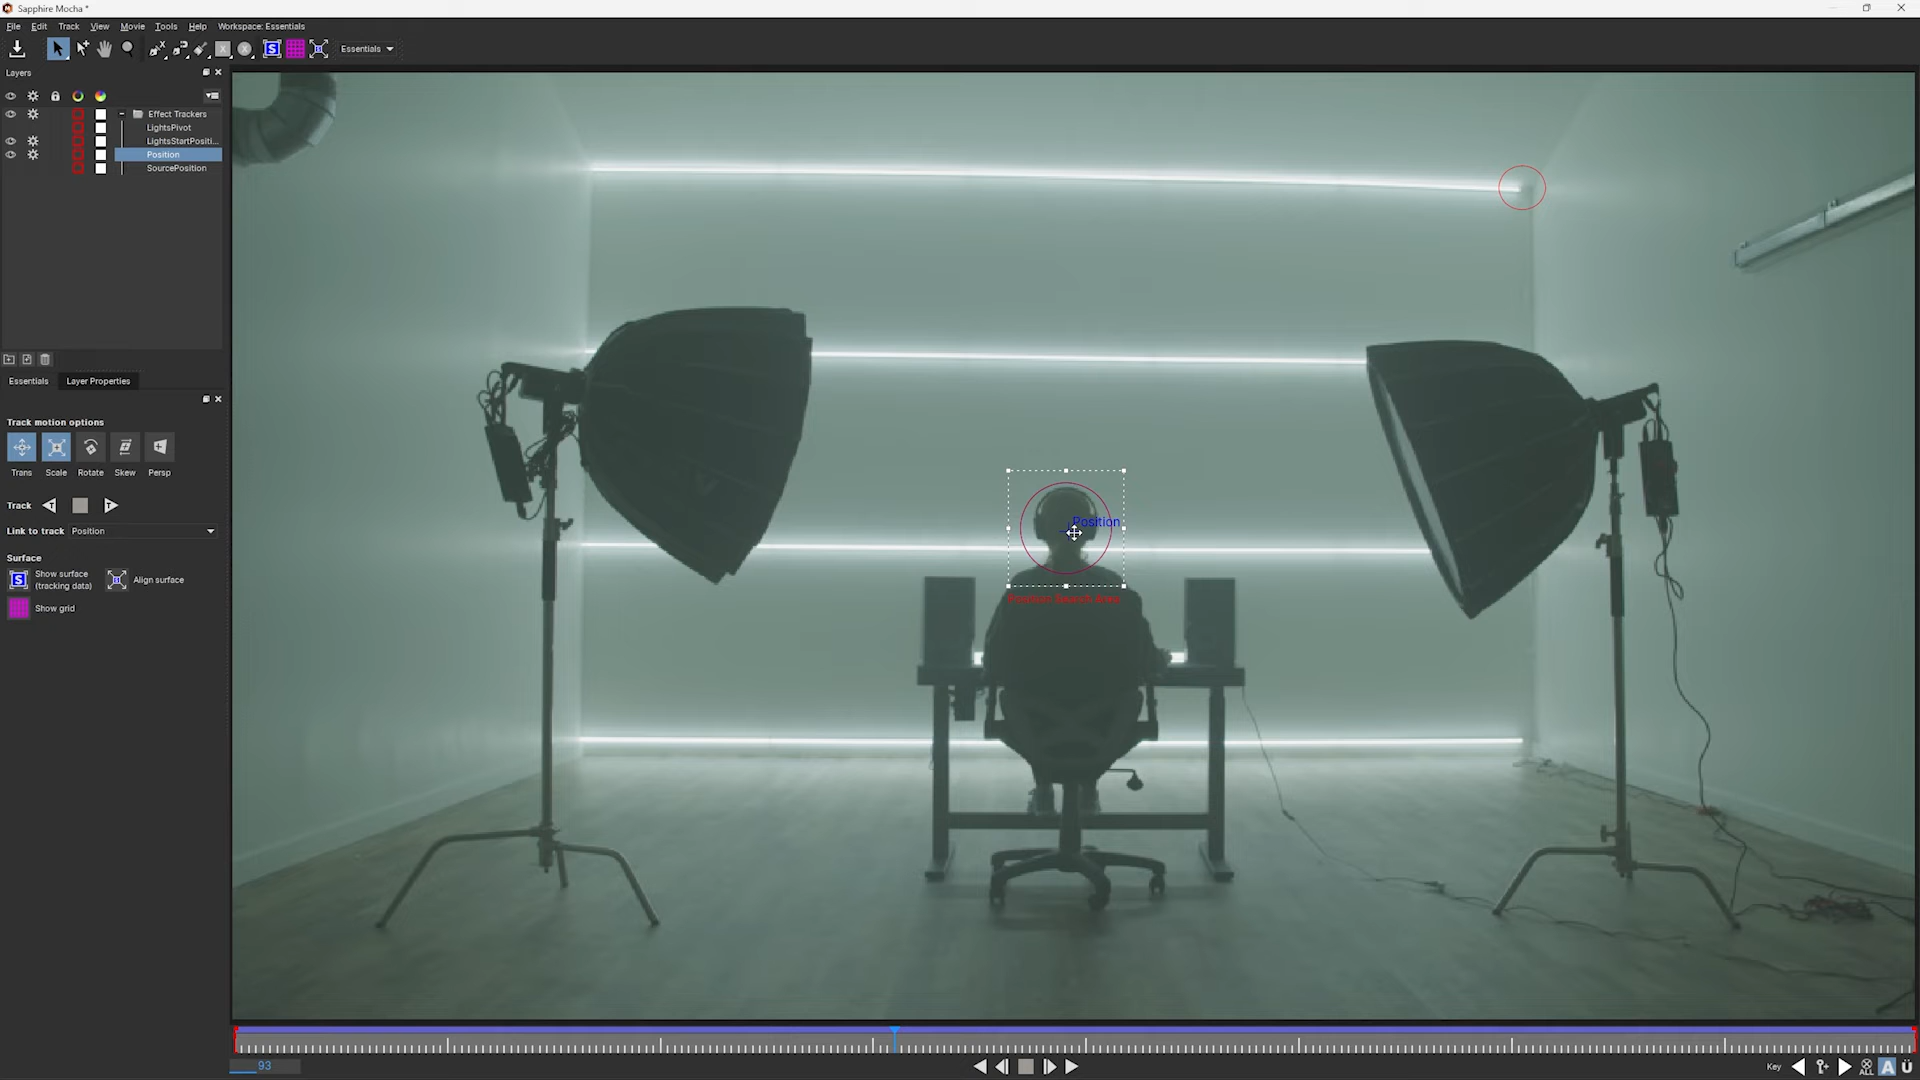 Sapphire Mocha *
File Edit Track View Movie Tools Help Workspace: Essentials
Essentials
Layers
Effect Trackers
LightsPivot
LightsStartPositi...
Position
SourcePosition
Essentials Layer Properties
Track motion options
Trans Scale Rotate Skew Persp
Track
Link to track Position
Surface
Show surface
(tracking data)
Align surface
Show grid
Position
93
Key
ALL
A
Ü